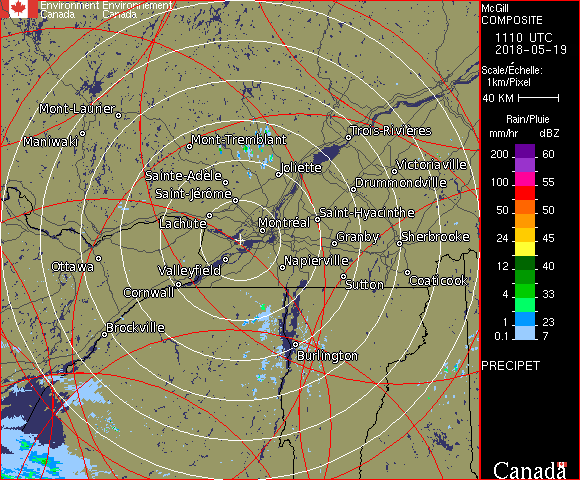 Environment Environnement
Canada Canada
McGill
COMPOSITE
1110 UTC
2018-05-19
Scale/Échelle:
1km/Pixel
40 KM
Rain/Pluie
mm/hr dBZ
200 60
55
100 55
50 50
24 45
12 40
4 33
1 23
0.1 7
PRECIPET
Canada
Mont-Laurier
Maniwaki
Mont-Tremblant
Trois-Rivières
Joliette
Victoriaville
Sainte-Adèle
Drummondville
Saint-Jérôme
Lachute
Saint-Hyacinthe
Montréal
Granby
Sherbrooke
Ottawa
Valleyfield
Napierville
Cornwall
Sutton
Coaticook
Brockville
Burlington